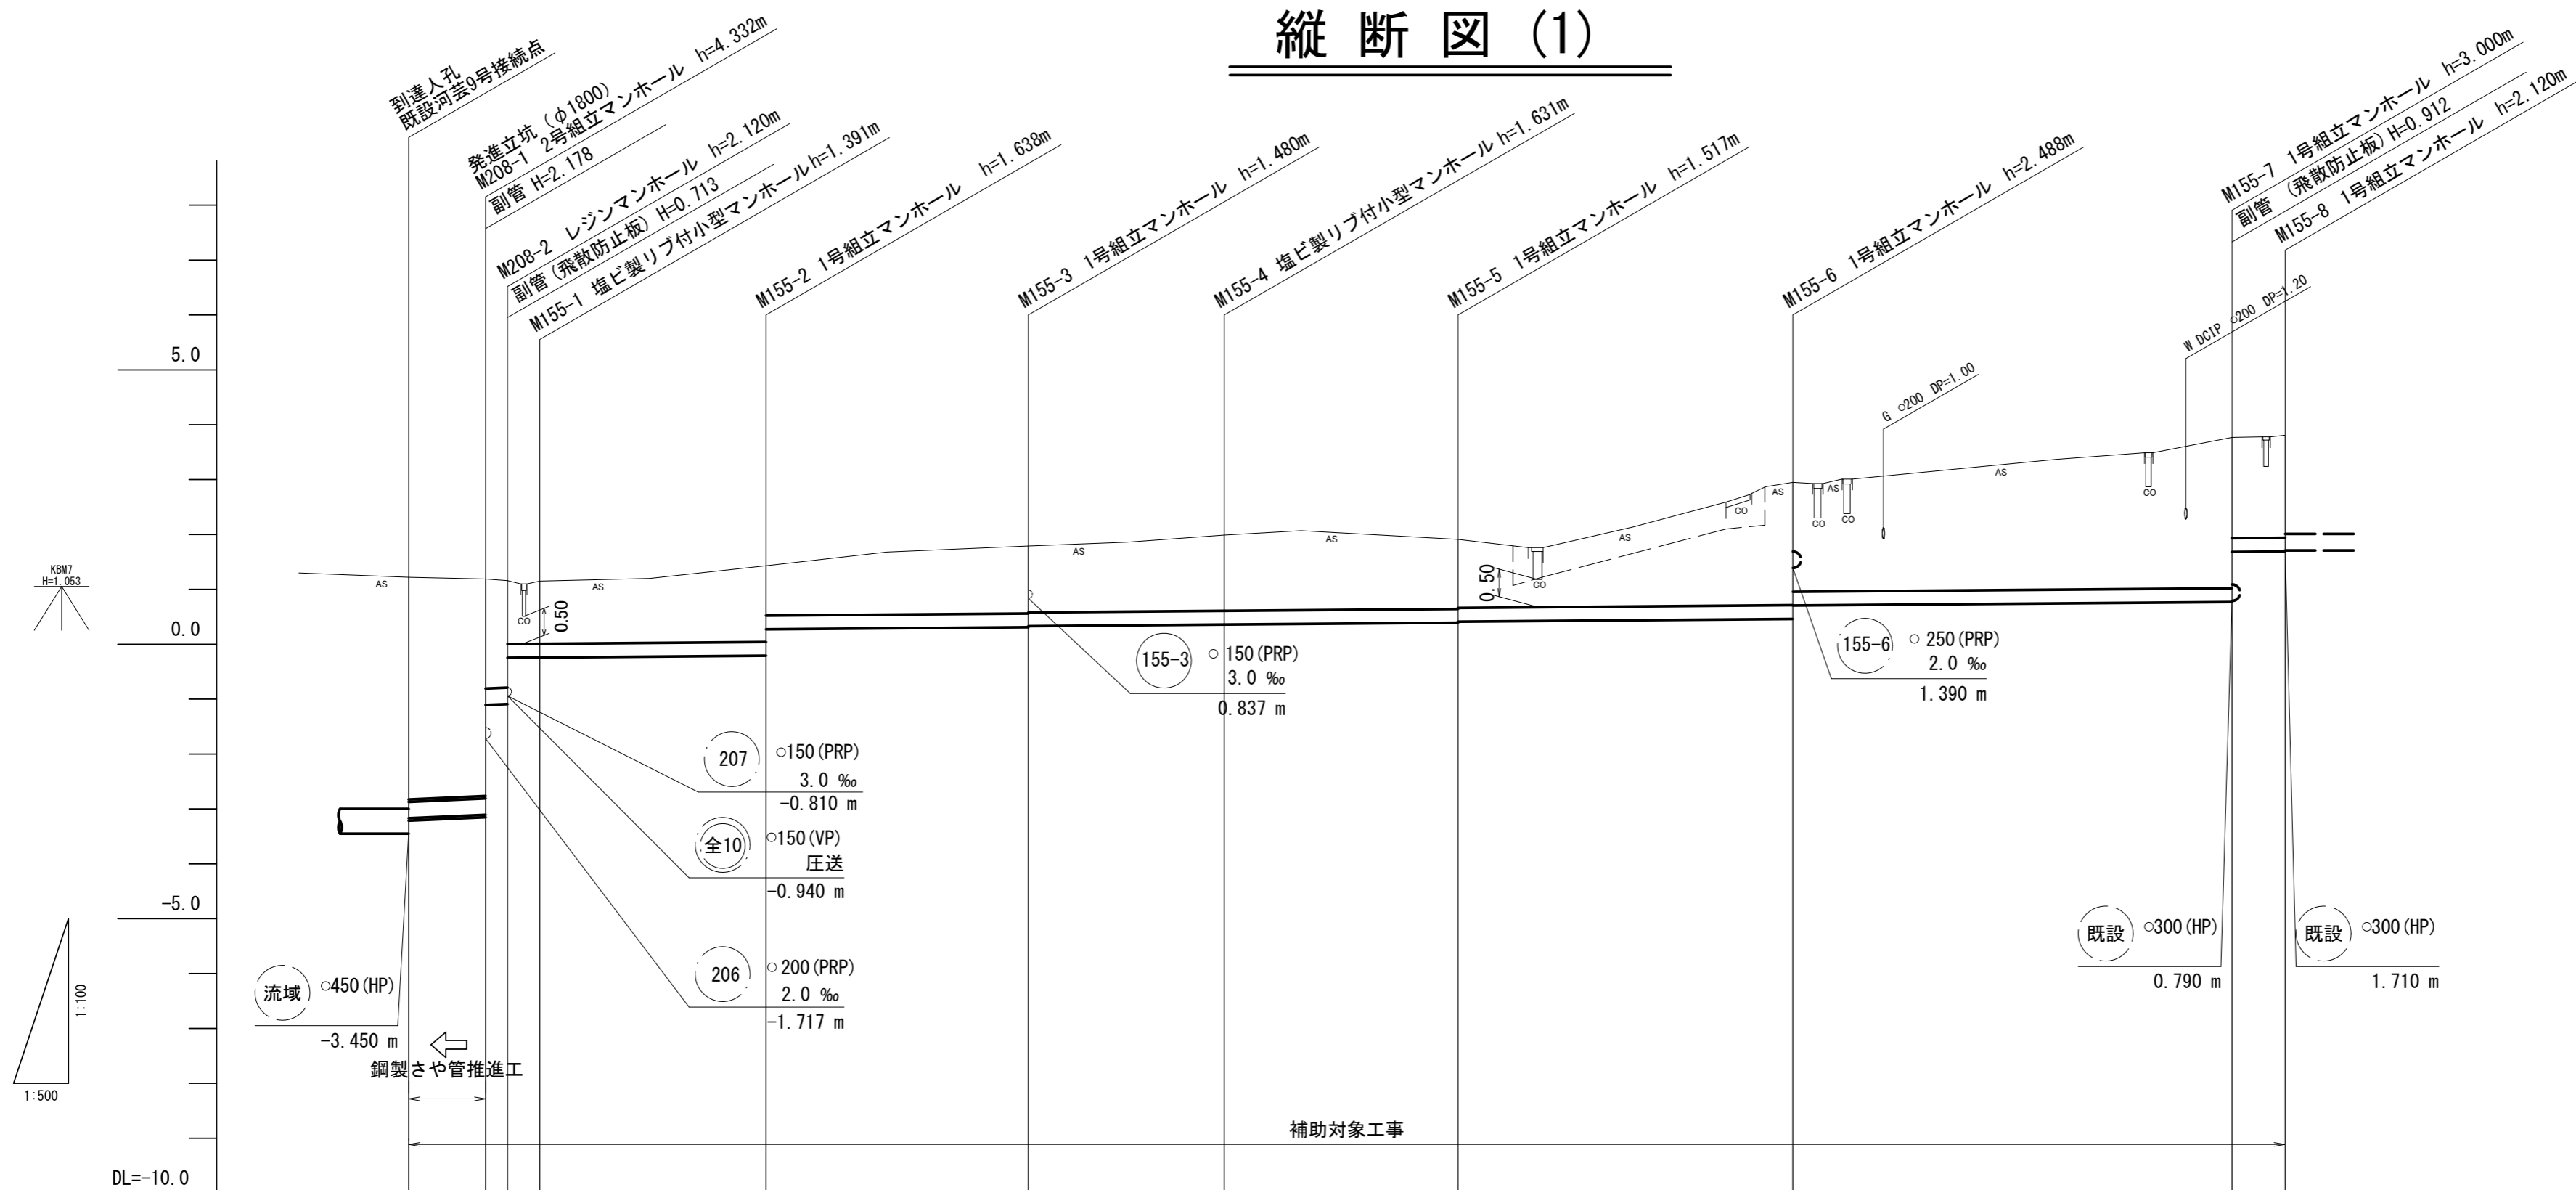 縦断図(1)
到達人孔
既設河芸9号接続点
発進立坑(φ1800)
M208-1 2号組立マンホール h=4.332m
副管 H=2.178
M208-2 レジンマンホール h=2.120m
副管(飛散防止板)H=0.713
M155-1 塩ビ製リブ付小型マンホール h=1.391m
M155-2 1号組立マンホール h=1.638m
M155-3 1号組立マンホール h=1.480m
M155-4 塩ビ製リブ付小型マンホール h=1.631m
M155-5 1号組立マンホール h=1.517m
M155-6 1号組立マンホール h=2.488m
M155-7 1号組立マンホール h=3.000m
副管(飛散防止板)H=0.912
M155-8 1号組立マンホール h=2.120m
W DCIP ○200 DP=1.20
G ○200 DP=1.00
5.0
0.0
-5.0
DL=-10.0
KBM7
H=1.053
AS
CO
AS
0.50
AS
AS
0.50
CO
AS
CO
AS
CO
AS
CO
AS
CO
155-3 ○150(PRP)
3.0 ‰
0.837 m
155-6 ○250(PRP)
2.0 ‰
1.390 m
207 ○150(PRP)
3.0 ‰
-0.810 m
全10 ○150(VP)
圧送
-0.940 m
206 ○200(PRP)
2.0 ‰
-1.717 m
流域 ○450(HP)
-3.450 m
既設 ○300(HP)
0.790 m
既設 ○300(HP)
1.710 m
1:100
1:500
鋼製さや管推進工
補助対象工事